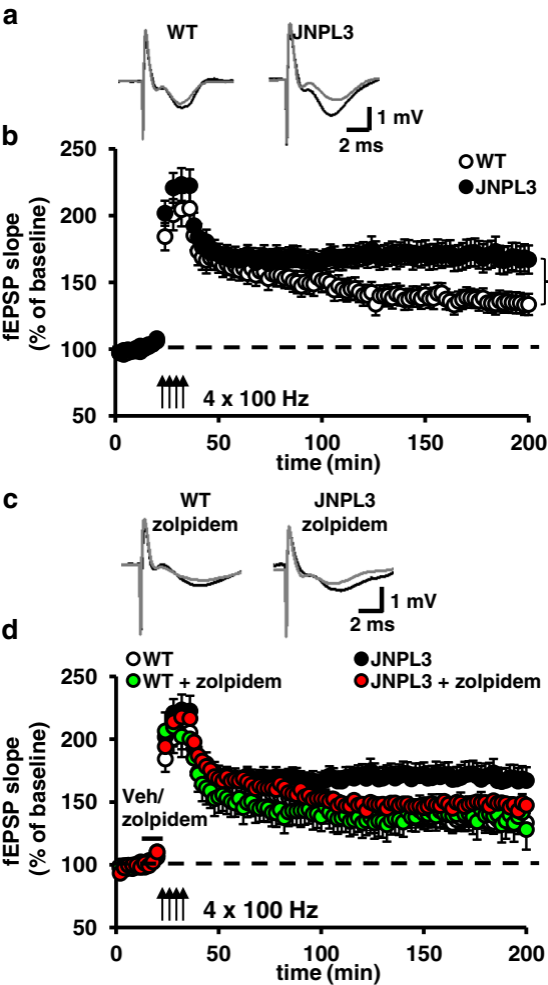 a
WT
JNPL3
1 mV
2 ms
b
250
200
150
100
50
fEPSP slope
(% of baseline)
WT
JNPL3
4 x 100 Hz
0
50
100
150
200
time (min)
c
WT
zolpidem
JNPL3
zolpidem
1 mV
2 ms
d
WT
JNPL3
WT + zolpidem
JNPL3 + zolpidem
250
200
150
100
50
fEPSP slope
(% of baseline)
Veh/
zolpidem
4 x 100 Hz
0
50
100
150
200
time (min)